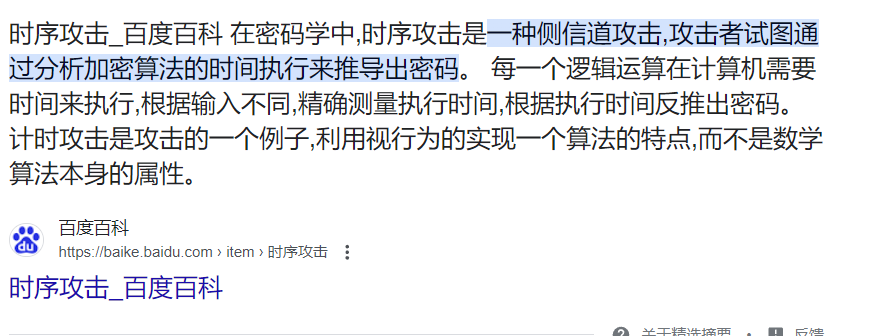 时序攻击_百度百科 在密码学中,时序攻击是一种侧信道攻击,攻击者试图通
过分析加密算法的时间执行来推导出密码。 每一个逻辑运算在计算机需要
时间来执行,根据输入不同,精确测量执行时间,根据执行时间反推出密码。
计时攻击是攻击的一个例子,利用视行为的实现一个算法的特点,而不是数学
算法本身的属性。
百度百科
du
https://baike.baidu.com › item › 时序攻击
时序攻击_百度百科
关于精选摘要 • 反馈